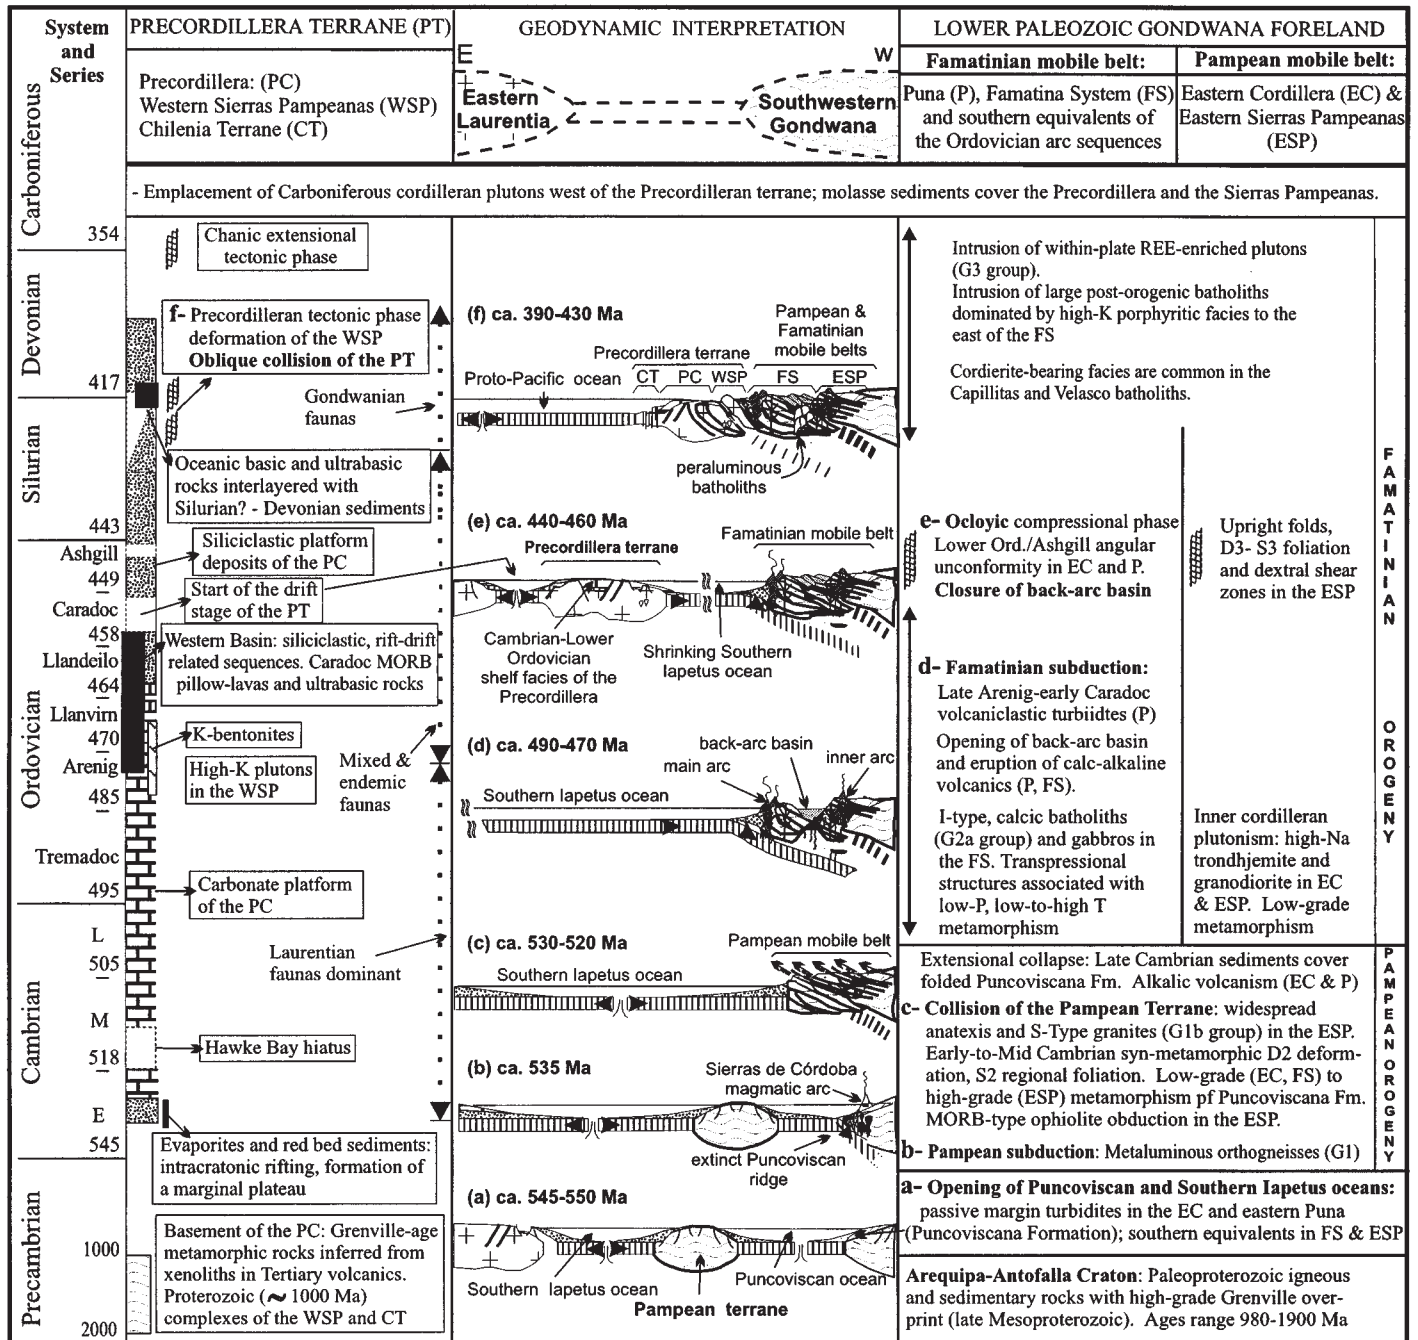 System
and
Series
PRECORDILLERA TERRANE (PT)
GEODYNAMIC INTERPRETATION
LOWER PALEOZOIC GONDWANA FORELAND
Precordillera: (PC)
Western Sierras Pampeanas (WSP)
Chilenia Terrane (CT)
E
W
Eastern
Laurentia
Southwestern
Gondwana
Famatinian mobile belt:
Puna (P), Famatina System (FS)
and southern equivalents of
the Ordovician arc sequences
Pampean mobile belt:
Eastern Cordillera (EC) &
Eastern Sierras Pampeanas
(ESP)
- Emplacement of Carboniferous cordilleran plutons west of the Precordilleran terrane; molasse sediments cover the Precordillera and the Sierras Pampeanas.
Carboniferous
354
Devonian
417
Silurian
443
Ordovician
Ashgill
449
Caradoc
458
Llandeilo
464
Llanvirn
470
Arenig
485
Tremadoc
495
Cambrian
L
505
M
518
E
545
Precambrian
1000
2000
Chanic extensional
tectonic phase
f- Precordilleran tectonic phase
deformation of the WSP
Oblique collision of the PT
Gondwanian
faunas
Oceanic basic and ultrabasic
rocks interlayered with
Silurian? - Devonian sediments
Siliciclastic platform
deposits of the PC
Start of the drift
stage of the PT
Western Basin: siliciclastic, rift-drift
related sequences. Caradoc MORB
pillow-lavas and ultrabasic rocks
K-bentonites
High-K plutons
in the WSP
Mixed &
endemic
faunas
Carbonate platform
of the PC
Laurentian
faunas dominant
Hawke Bay hiatus
Evaporites and red bed sediments:
intracratonic rifting, formation of
a marginal plateau
Basement of the PC: Grenville-age
metamorphic rocks inferred from
xenoliths in Tertiary volcanics.
Proterozoic (~ 1000 Ma)
complexes of the WSP and CT
(f) ca. 390-430 Ma
Pampean &
Famatinian
mobile belts
Precordillera terrane
Proto-Pacific ocean
CT PC WSP FS ESP
peraluminous
batholiths
(e) ca. 440-460 Ma
Precordillera terrane
Famatinian mobile belt
Cambrian-Lower
Ordovician
shelf facies of the
Precordillera
Shrinking Southern
Iapetus ocean
(d) ca. 490-470 Ma
back-arc basin
main arc
inner arc
Southern Iapetus ocean
(c) ca. 530-520 Ma
Pampean mobile belt
Southern Iapetus ocean
(b) ca. 535 Ma
Sierras de Córdoba
magmatic arc
extinct Puncoviscan
ridge
(a) ca. 545-550 Ma
Southern Iapetus ocean
Puncoviscan ocean
Pampean terrane
Intrusion of within-plate REE-enriched plutons
(G3 group).
Intrusion of large post-orogenic batholiths
dominated by high-K porphyritic facies to the
east of the FS
Cordierite-bearing facies are common in the
Capillitas and Velasco batholiths.
e- Ocloyic compressional phase
Lower Ord./Ashgill angular
unconformity in EC and P.
Closure of back-arc basin
Upright folds,
D3- S3 foliation
and dextral shear
zones in the ESP
d- Famatinian subduction:
Late Arenig-early Caradoc
volcaniclastic turbiidtes (P)
Opening of back-arc basin
and eruption of calc-alkaline
volcanics (P, FS).
I-type, calcic batholiths
(G2a group) and gabbros in
the FS. Transpressional
structures associated with
low-P, low-to-high T
metamorphism
Inner cordilleran
plutonism: high-Na
trondhjemite and
granodiorite in EC
& ESP. Low-grade
metamorphism
FAMATINIAN OROGENY
Extensional collapse: Late Cambrian sediments cover
folded Puncoviscana Fm. Alkalic volcanism (EC & P)
c- Collision of the Pampean Terrane: widespread
anatexis and S-Type granites (G1b group) in the ESP.
Early-to-Mid Cambrian syn-metamorphic D2 deform-
ation, S2 regional foliation. Low-grade (EC, FS) to
high-grade (ESP) metamorphism pf Puncoviscana Fm.
MORB-type ophiolite obduction in the ESP.
b- Pampean subduction: Metaluminous orthogneisses (G1)
PAMPEAN OROGENY
a- Opening of Puncoviscan and Southern Iapetus oceans:
passive margin turbidites in the EC and eastern Puna
(Puncoviscana Formation); southern equivalents in FS & ESP
Arequipa-Antofalla Craton: Paleoproterozoic igneous
and sedimentary rocks with high-grade Grenville over-
print (late Mesoproterozoic). Ages range 980-1900 Ma